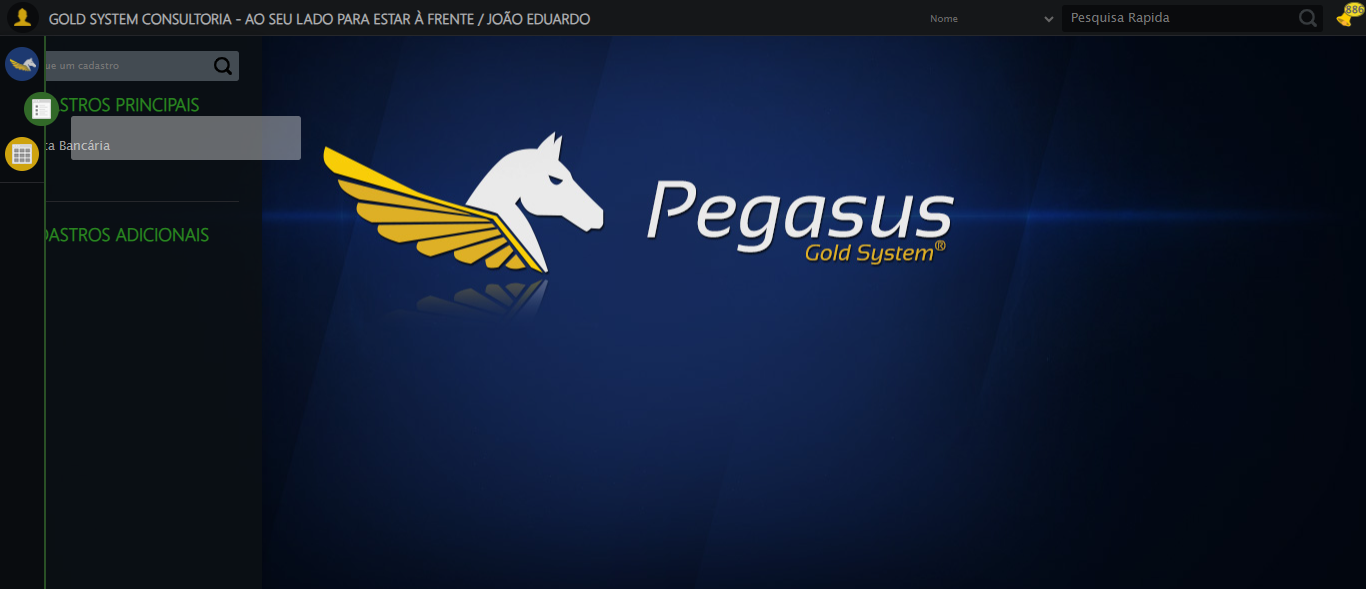 GOLD SYSTEM CONSULTORIA - AO SEU LADO PARA ESTAR À FRENTE / JOÃO EDUARDO
Nome
Pesquisa Rapida
886
ue um cadastro
ASTROS PRINCIPAIS
ta Bancária
Pegasus
Gold System®
DASTROS ADICIONAIS